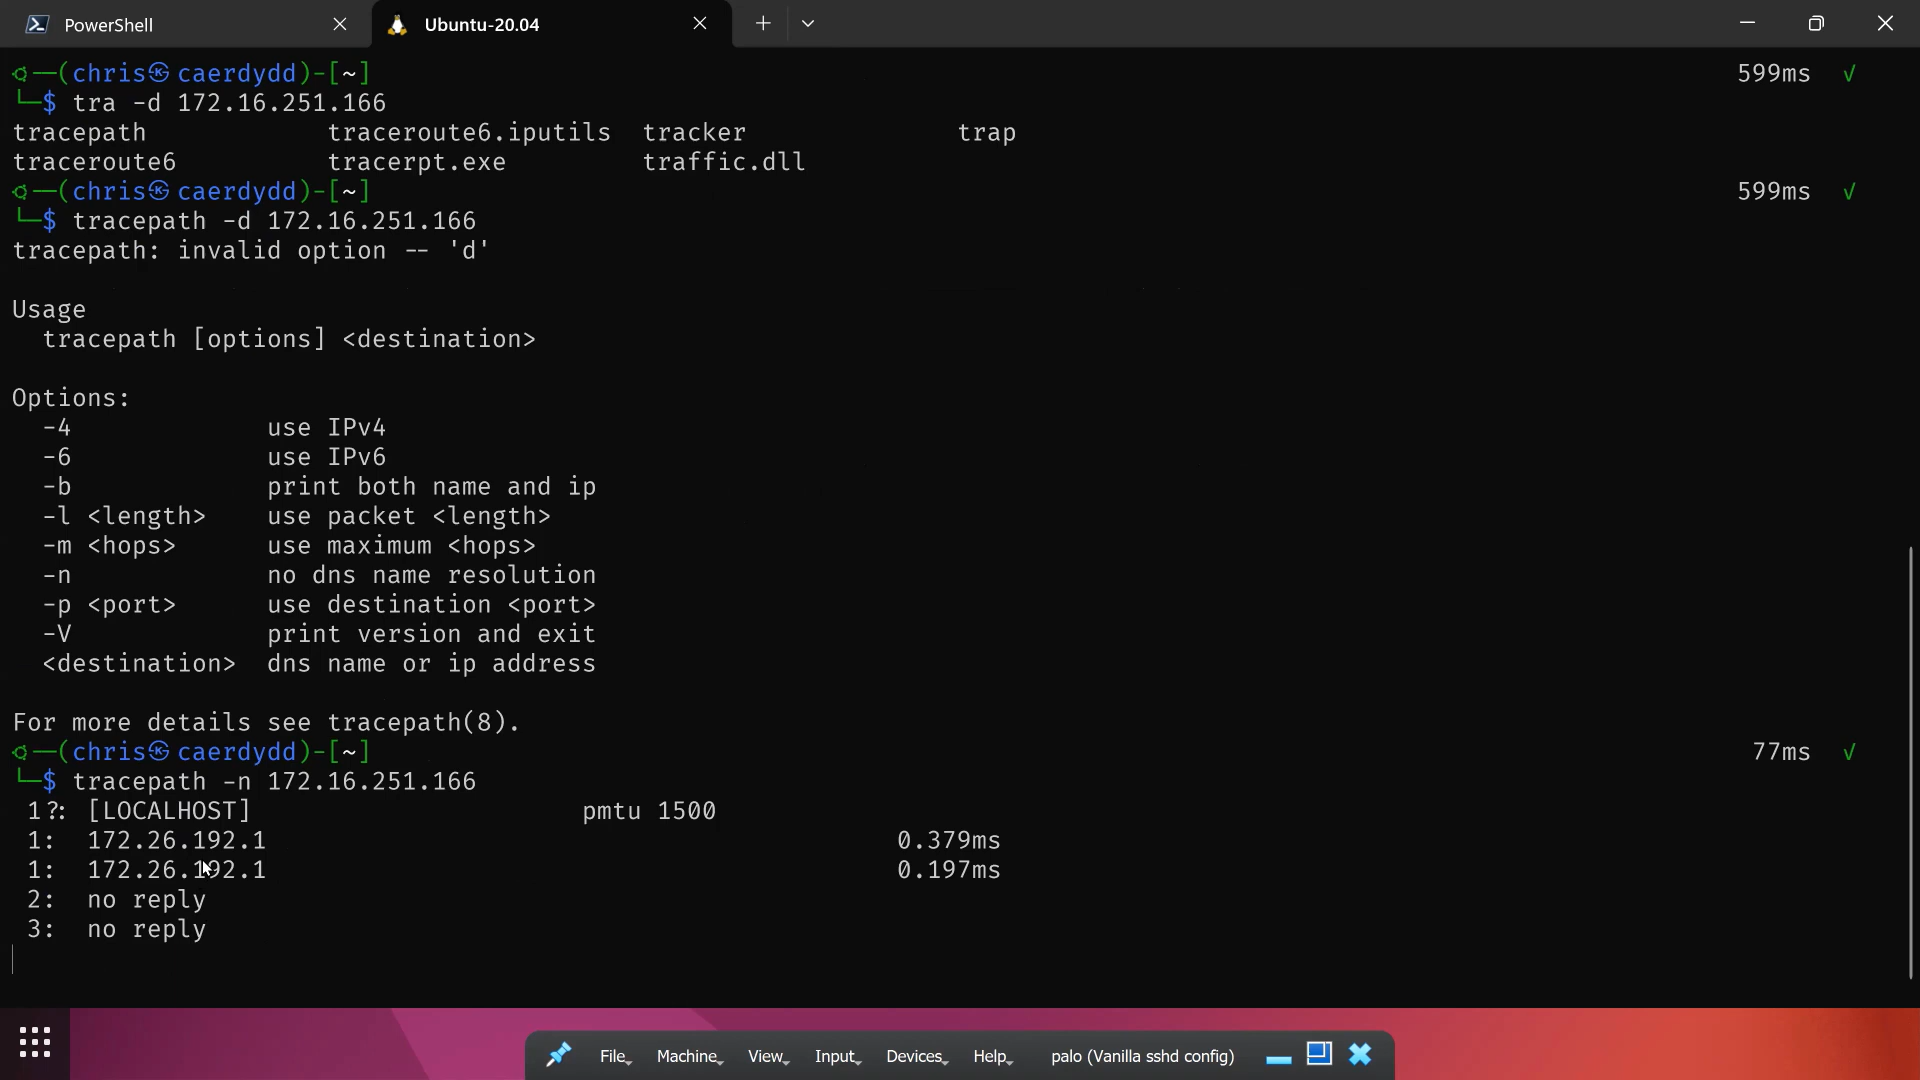 PowerShell
Ubuntu-20.04
(chris㉿caerdydd)-[~] 599ms √
$ tra -d 172.16.251.166
tracepath traceroute6.iputils tracker trap
traceroute6 tracerpt.exe traffic.dll
(chris㉿caerdydd)-[~] 599ms √
$ tracepath -d 172.16.251.166
tracepath: invalid option -- 'd'
Usage
tracepath [options] <destination>
Options:
-4 use IPv4
-6 use IPv6
-b print both name and ip
-l <length> use packet <length>
-m <hops> use maximum <hops>
-n no dns name resolution
-p <port> use destination <port>
-V print version and exit
<destination> dns name or ip address
For more details see tracepath(8).
(chris㉿caerdydd)-[~] 77ms √
$ tracepath -n 172.16.251.166
1?: [LOCALHOST] pmtu 1500
1: 172.26.192.1 0.379ms
1: 172.26.192.1 0.197ms
2: no reply
3: no reply
File Machine View Input Devices Help palo (Vanilla sshd config)